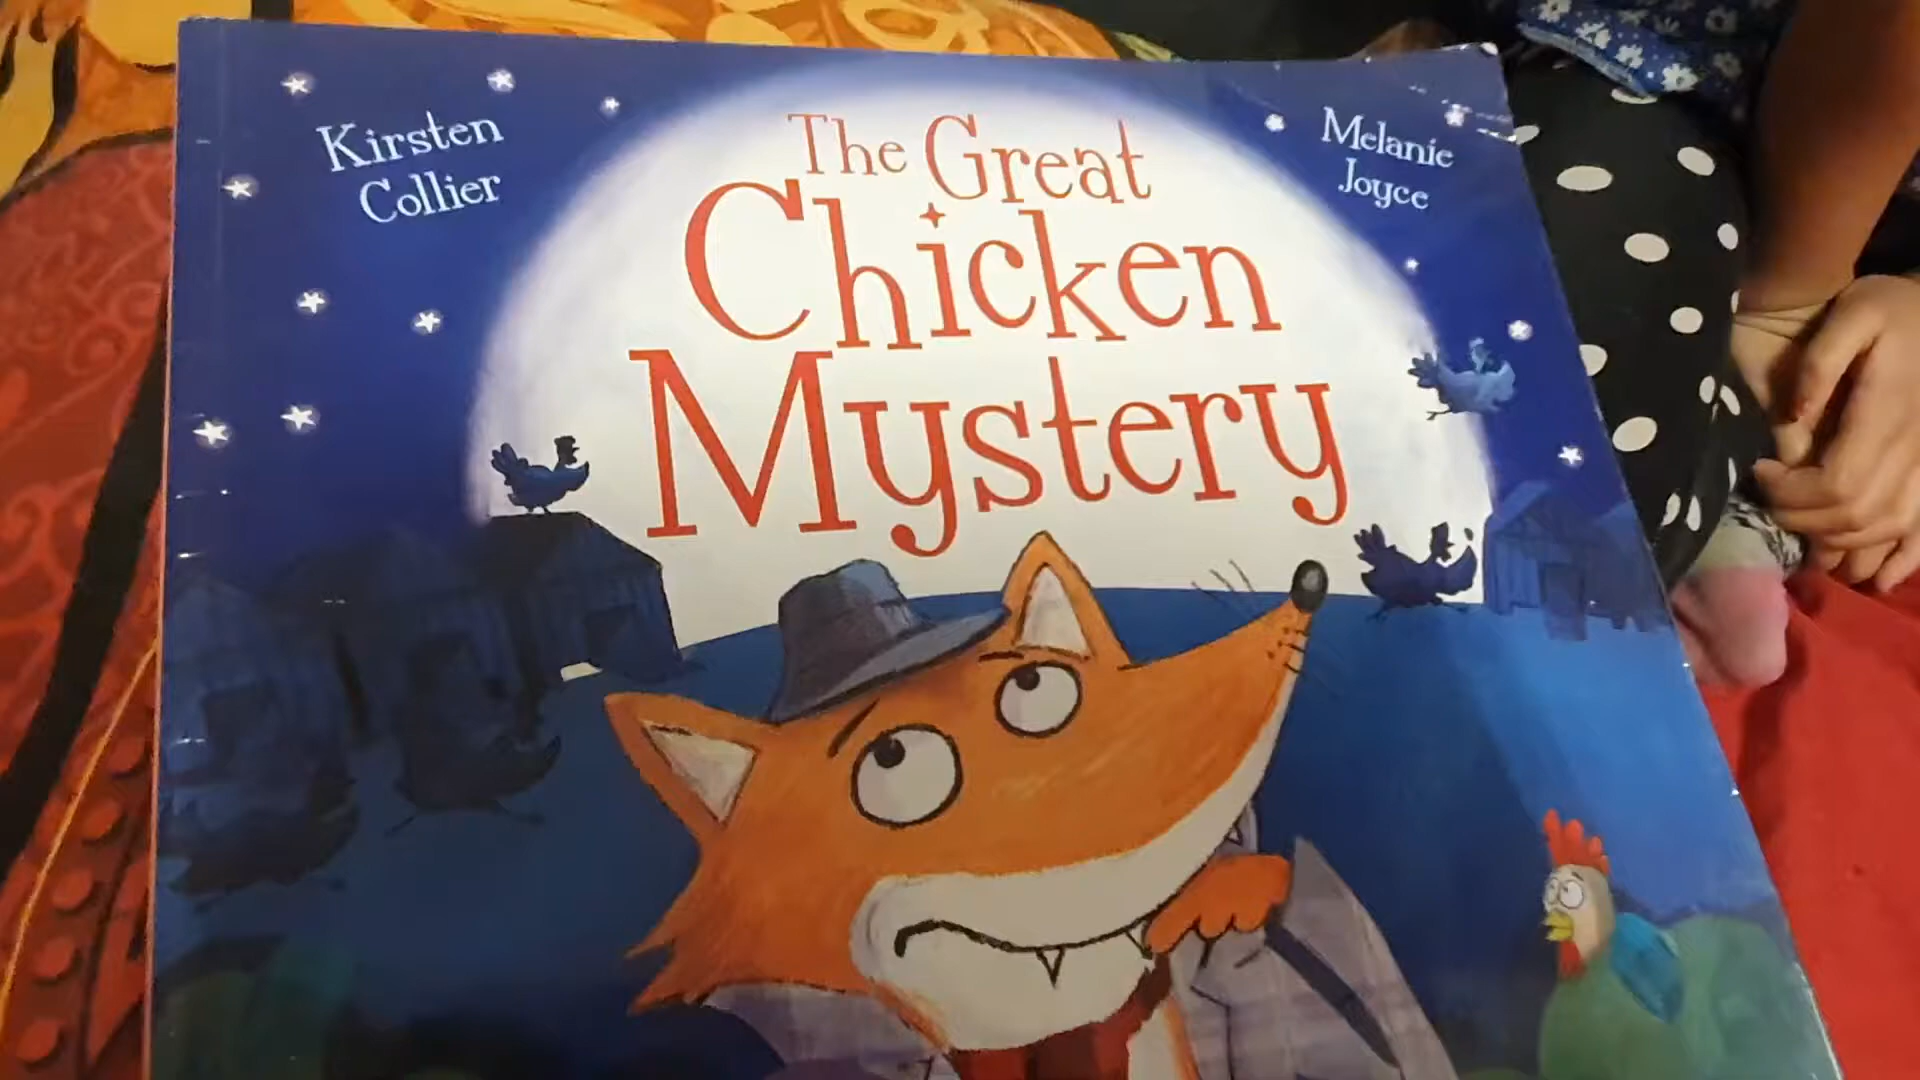 Kirsten
Collier
The Great
Chicken
Mystery
Melanie
Joyce